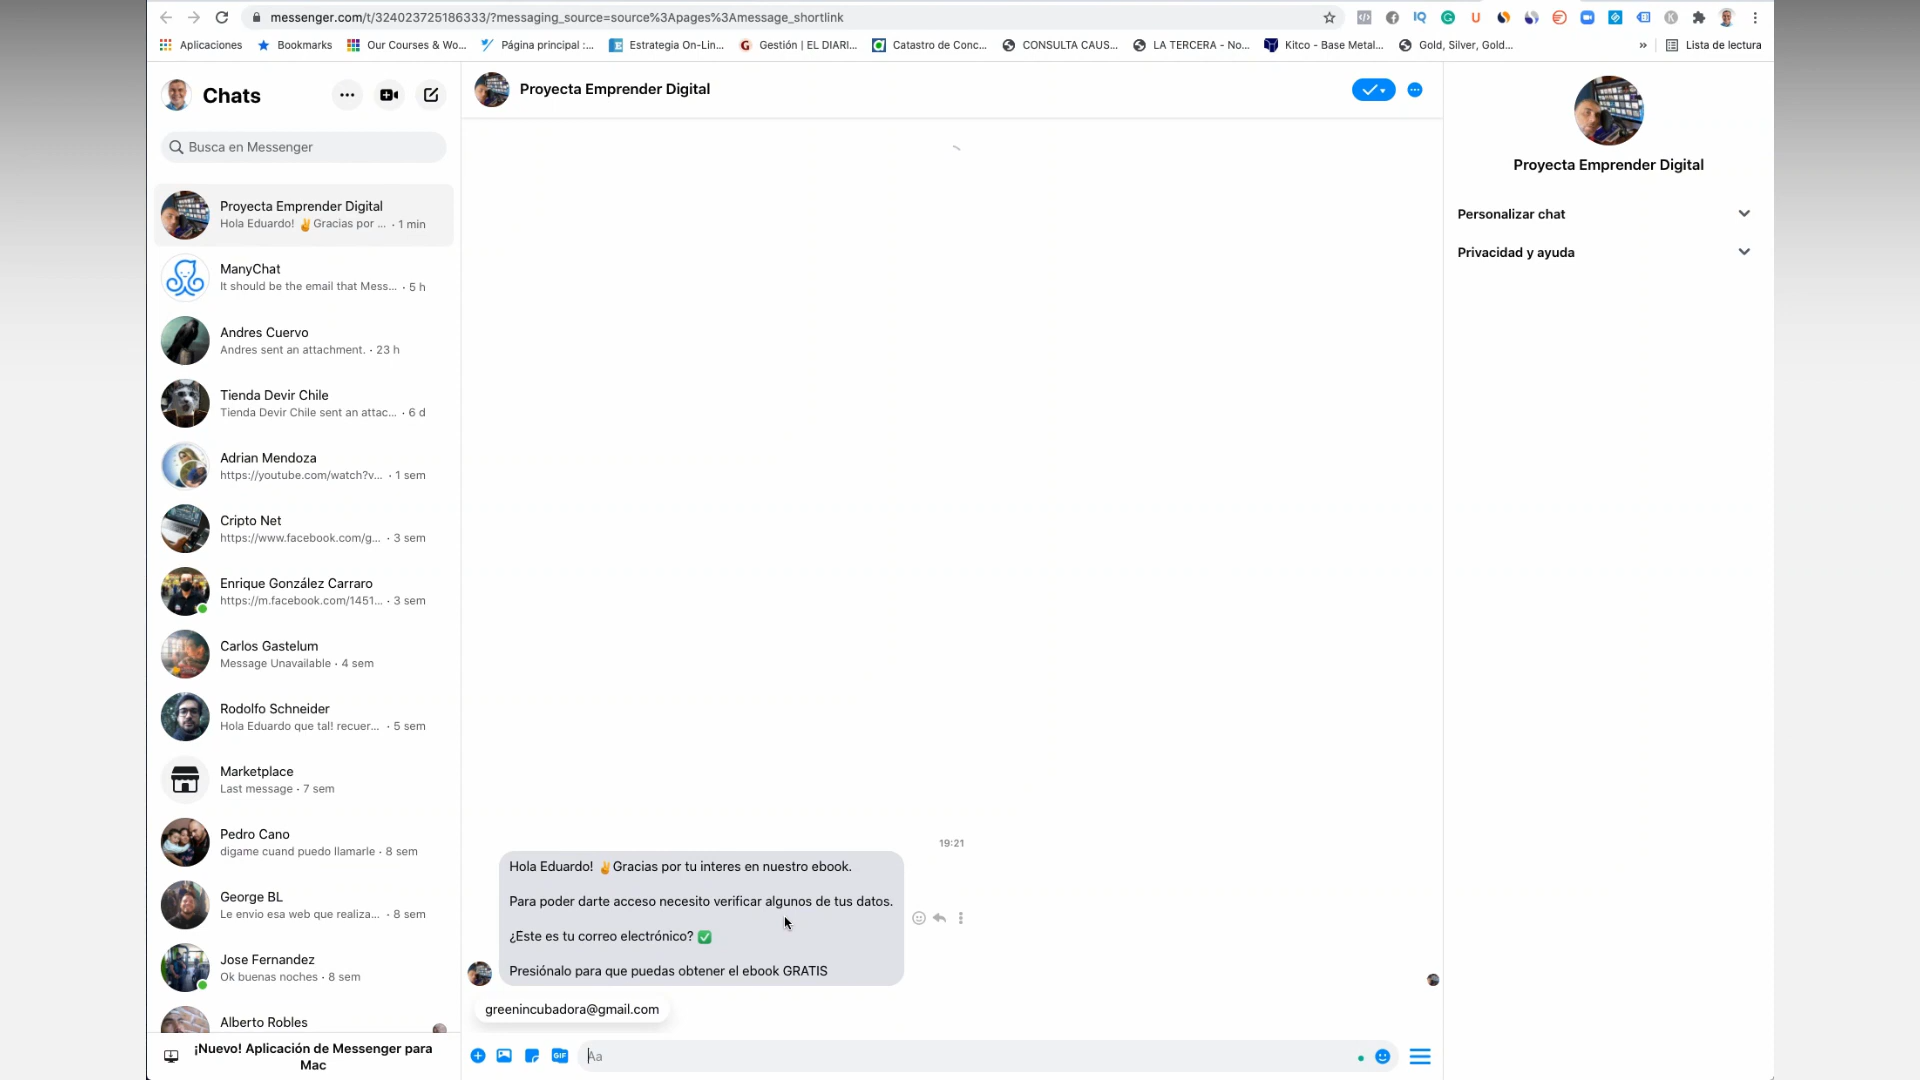 messenger.com/t/324023725186333/?messaging_source=source%3Apages%3Amessage_shortlink
Aplicaciones
Bookmarks
Our Courses & Wo...
Página principal :...
Estrategia On-Lin...
Gestión | EL DIARI...
Catastro de Conc...
CONSULTA CAUS...
LA TERCERA - No...
Kitco - Base Metal...
Gold, Silver, Gold...
»
Lista de lectura
Chats
Busca en Messenger
Proyecta Emprender Digital
Hola Eduardo! ✌Gracias por ... · 1 min
ManyChat
It should be the email that Mess... · 5 h
Andres Cuervo
Andres sent an attachment. · 23 h
Tienda Devir Chile
Tienda Devir Chile sent an attac... · 6 d
Adrian Mendoza
https://youtube.com/watch?v... · 1 sem
Cripto Net
https://www.facebook.com/g... · 3 sem
Enrique González Carraro
https://m.facebook.com/1451... · 3 sem
Carlos Gastelum
Message Unavailable · 4 sem
Rodolfo Schneider
Hola Eduardo que tal! recuer... · 5 sem
Marketplace
Last message · 7 sem
Pedro Cano
digame cuand puedo llamarle · 8 sem
George BL
Le envio esa web que realiza... · 8 sem
Jose Fernandez
Ok buenas noches · 8 sem
Alberto Robles
¡Nuevo! Aplicación de Messenger para
Mac
Proyecta Emprender Digital
19:21
Hola Eduardo! ✌Gracias por tu interes en nuestro ebook.
Para poder darte acceso necesito verificar algunos de tus datos.
¿Este es tu correo electrónico? ✅
Presiónalo para que puedas obtener el ebook GRATIS
greenincubadora@gmail.com
GIF
Aa
Proyecta Emprender Digital
Personalizar chat
Privacidad y ayuda